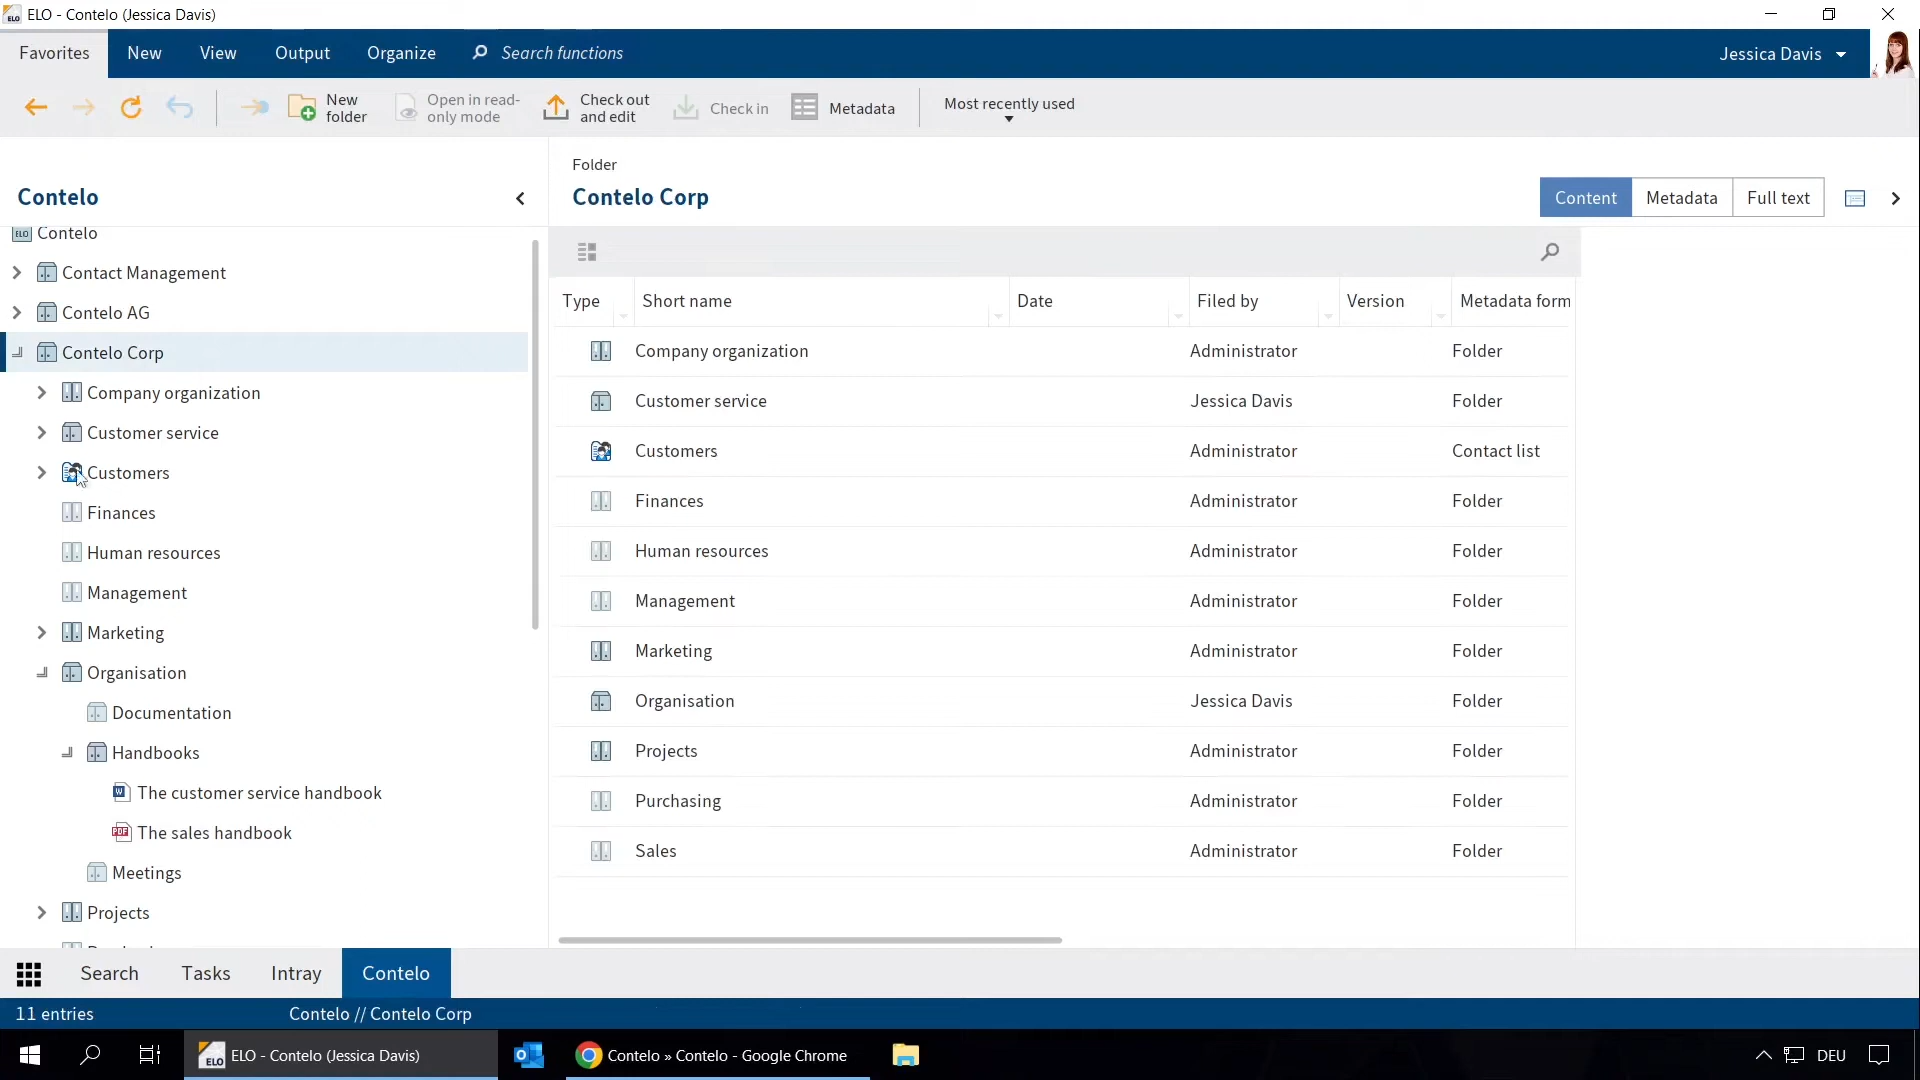 ELO - Contelo (Jessica Davis)
Favorites New View Output Organize Search functions Jessica Davis
New folder
Open in read-only mode
Check out and edit
Check in
Metadata
Most recently used
Contelo
Folder
Contelo Corp
Content Metadata Full text
Contelo
Contact Management
Contelo AG
Contelo Corp
Company organization
Customer service
Customers
Finances
Human resources
Management
Marketing
Organisation
Documentation
Handbooks
The customer service handbook
The sales handbook
Meetings
Projects
Type Short name Date Filed by Version Metadata form
Company organization Administrator Folder
Customer service Jessica Davis Folder
Customers Administrator Contact list
Finances Administrator Folder
Human resources Administrator Folder
Management Administrator Folder
Marketing Administrator Folder
Organisation Jessica Davis Folder
Projects Administrator Folder
Purchasing Administrator Folder
Sales Administrator Folder
Search Tasks Intray Contelo
11 entries Contelo // Contelo Corp
ELO - Contelo (Jessica Davis) Contelo » Contelo - Google Chrome DEU